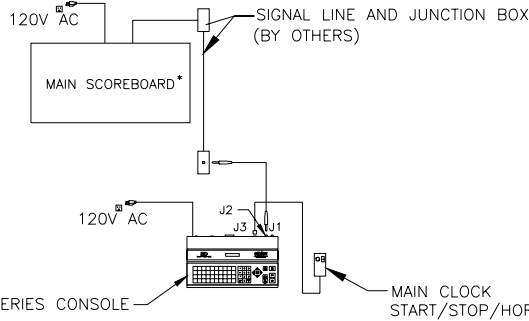 120V AC
SIGNAL LINE AND JUNCTION BOX
(BY OTHERS)
MAIN SCOREBOARD*
120V AC
J2
J3
J1
ERIES CONSOLE
MAIN CLOCK
START/STOP/HOR